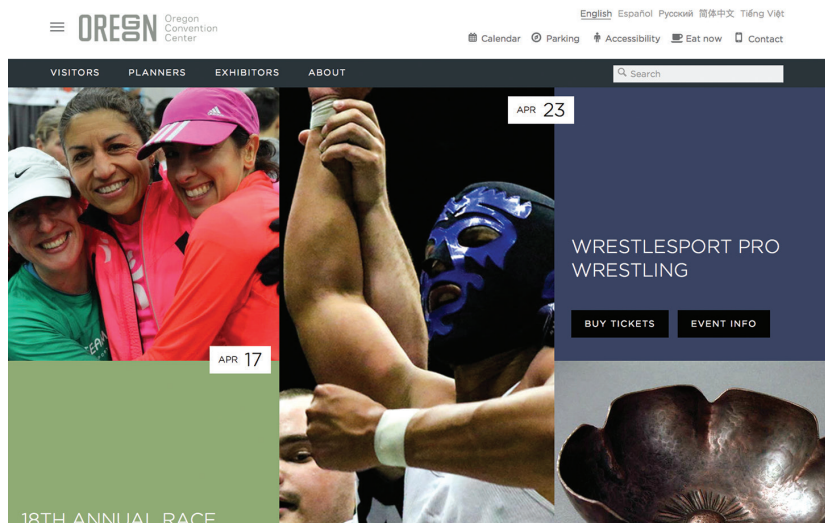 English Español Русский 简体中文 Tiếng Việt
OREGON Oregon
Convention
Center
Calendar Parking Accessibility Eat now Contact
VISITORS PLANNERS EXHIBITORS ABOUT
Search
adidas
APR 23
WRESTLESPORT PRO
WRESTLING
BUY TICKETS EVENT INFO
TEAM
APR 17
18TH ANNUAL RACE